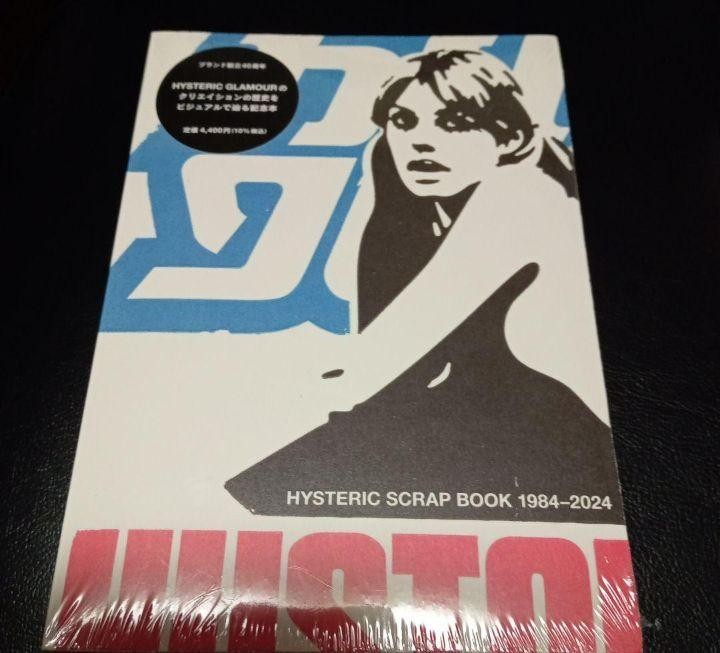 ブランド設立40周年
HYSTERIC GLAMOURの
クリエイションの歴史を
ビジュアルで辿る記念本
定価 4,400円(10%税込)
HYSTERIC SCRAP BOOK 1984–2024